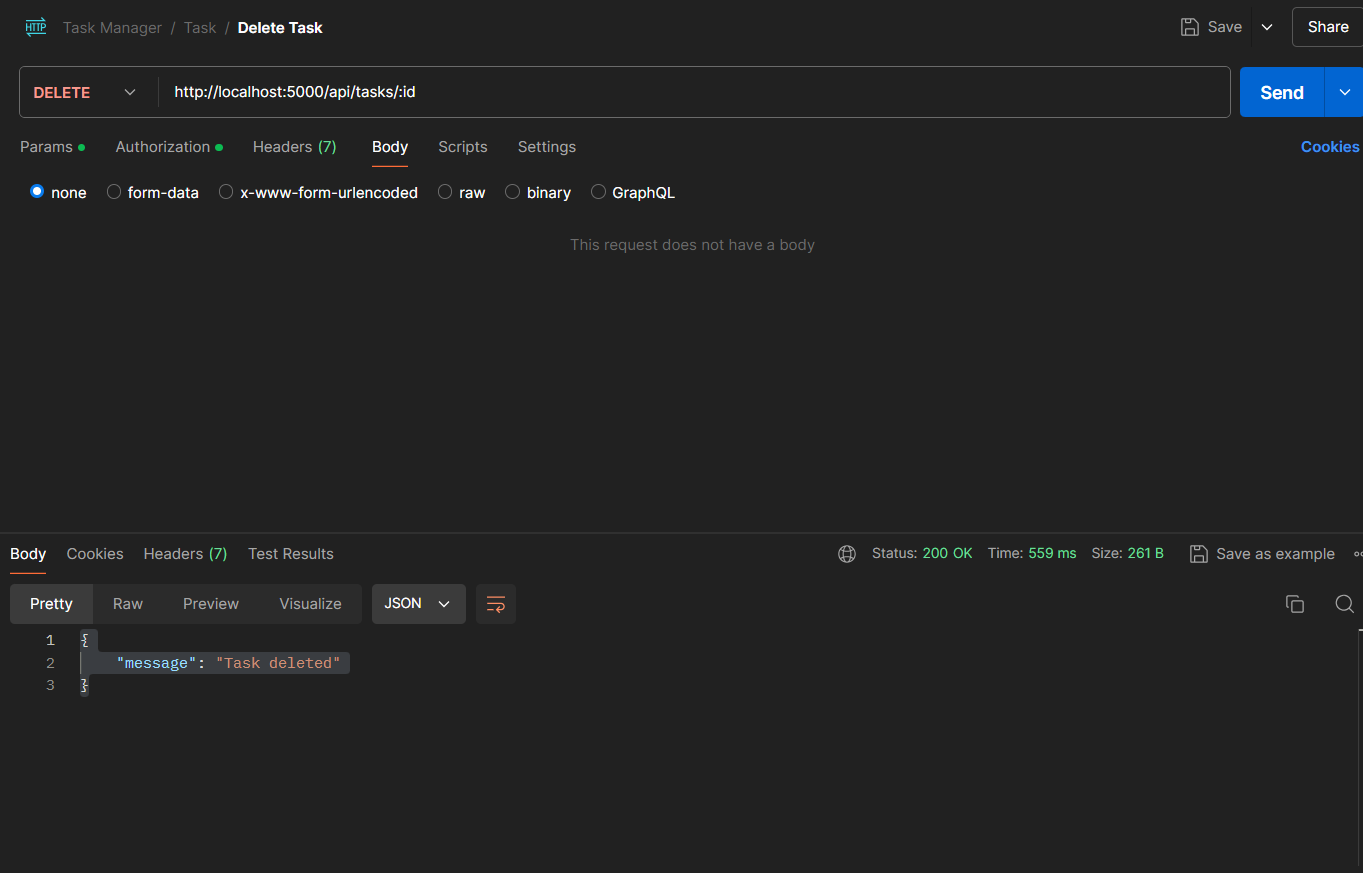 HTTP Task Manager / Task / Delete Task Save Share
DELETE http://localhost:5000/api/tasks/:id Send
Params Authorization Headers (7) Body Scripts Settings Cookies
none form-data x-www-form-urlencoded raw binary GraphQL
This request does not have a body
Body Cookies Headers (7) Test Results Status: 200 OK Time: 559 ms Size: 261 B Save as example
Pretty Raw Preview Visualize JSON
1 {
2 "message": "Task deleted"
3 }